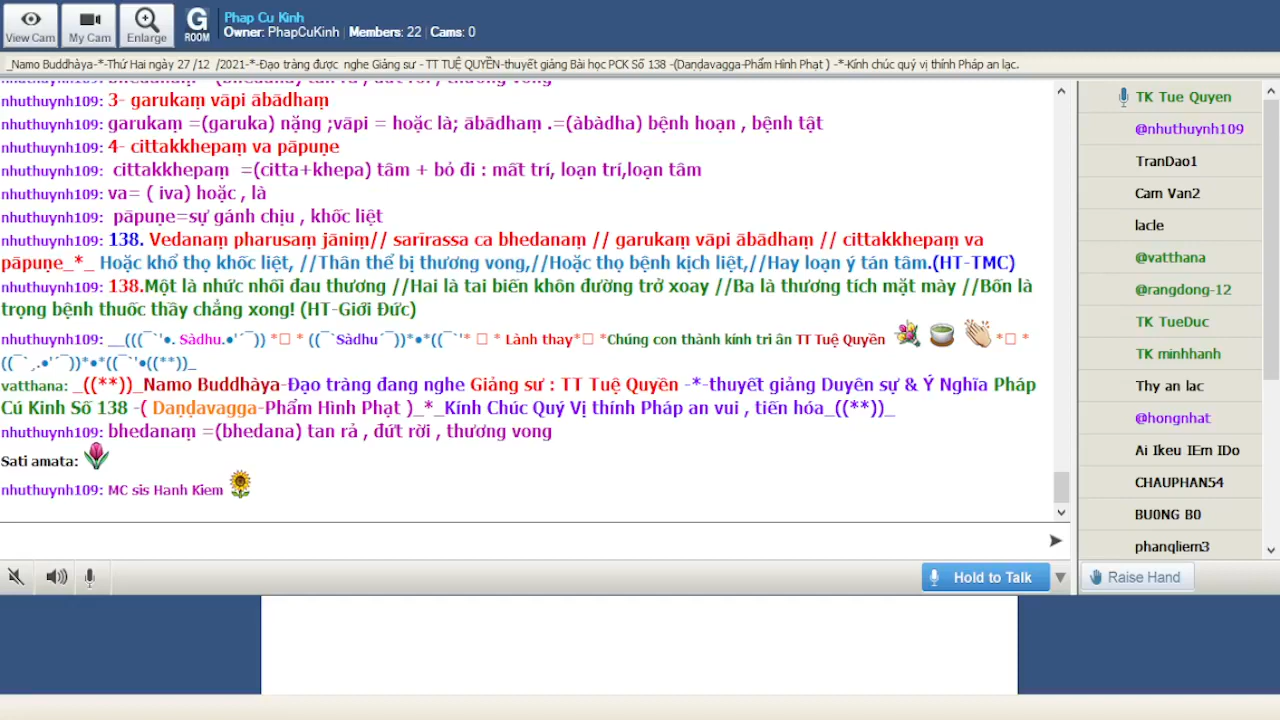 View Cam
My Cam
Enlarge
G
ROOM
Phap Cu Kinh
Owner: PhapCuKinh | Members: 22 | Cams: 0
_Namo Buddhàya-*-Thứ Hai ngày 27 /12 /2021-*-Đạo tràng được nghe Giảng sư - TT TUỆ QUYỀN-thuyết giảng Bài học PCK Số 138 -(Daṇḍavagga-Phẩm Hình Phạt ) -*-Kính chúc quý vị thính Pháp an lạc.
nhuthuynh109: 3- garukaṃ vāpi ābādhaṃ
nhuthuynh109: garukaṃ =(garuka) nặng ;vāpi = hoặc là; ābādhaṃ .=(àbàdha) bệnh hoạn , bệnh tật
nhuthuynh109: 4- cittakkhepaṃ va pāpuṇe
nhuthuynh109: cittakkhepaṃ =(citta+khepa) tâm + bỏ đi : mất trí, loạn trí,loạn tâm
nhuthuynh109: va= ( iva) hoặc , là
nhuthuynh109: pāpuṇe=sự gánh chịu , khốc liệt
nhuthuynh109: 138. Vedanaṃ pharusaṃ jāniṃ// sarīrassa ca bhedanaṃ // garukaṃ vāpi ābādhaṃ // cittakkhepaṃ va
pāpuṇe_*_ Hoặc khổ thọ khốc liệt, //Thân thể bị thương vong,//Hoặc thọ bệnh kịch liệt,//Hay loạn ý tán tâm.(HT-TMC)
nhuthuynh109: 138.Một là nhức nhối đau thương //Hai là tai biến khôn đường trở xoay //Ba là thương tích mặt mày //Bốn là
trọng bệnh thuốc thầy chẳng xong! (HT-Giới Đức)
nhuthuynh109: __(((¯`'•. Sàdhu.•'´¯)) *🙏 * ((¯`Sàdhu´¯))*•*((¯`'* 🙏 * Lành thay*🙏 *Chúng con thành kính tri ân TT Tuệ Quyền *🙏 *
((¯`¸.•'´¯))*•*((¯`'•((**))_
vatthana: _((**))_Namo Buddhàya-Đạo tràng đang nghe Giảng sư : TT Tuệ Quyền -*-thuyết giảng Duyên sự & Ý Nghĩa Pháp
Cú Kinh Số 138 -( Daṇḍavagga-Phẩm Hình Phạt )_*_Kính Chúc Quý Vị thính Pháp an vui , tiến hóa_((**))_
nhuthuynh109: bhedanaṃ =(bhedana) tan rả , đứt rời , thương vong
Sati amata:
nhuthuynh109: MC sis Hanh Kiem
Hold to Talk
TK Tue Quyen
@nhuthuynh109
TranDao1
Cam Van2
lacle
@vatthana
@rangdong-12
TK TueDuc
TK minhhanh
Thy an lac
@hongnhat
Ai Ikeu IEm IDo
CHAUPHAN54
BU0NG B0
phanqliem3
Raise Hand